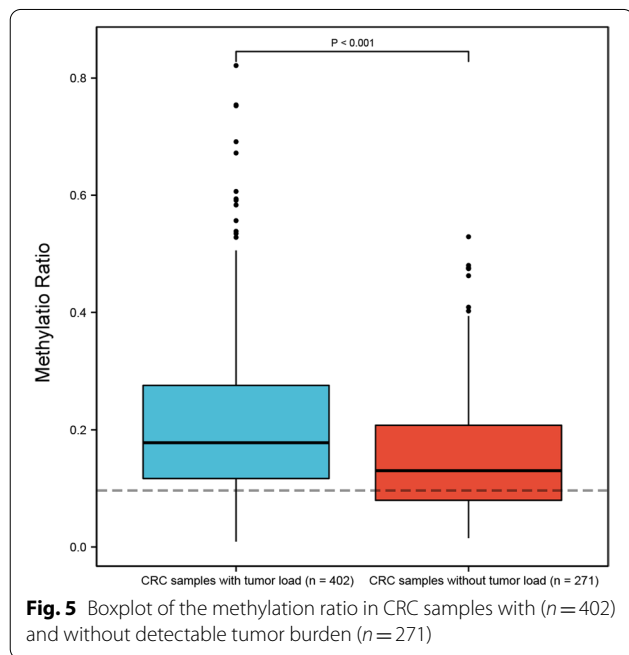 P < 0.001
0.8
0.6
0.4
0.2
0.0
Methylatio Ratio
CRC samples with tumor load (n = 402) CRC samples without tumor load (n = 271)
Fig. 5 Boxplot of the methylation ratio in CRC samples with (n = 402)
and without detectable tumor burden (n = 271)